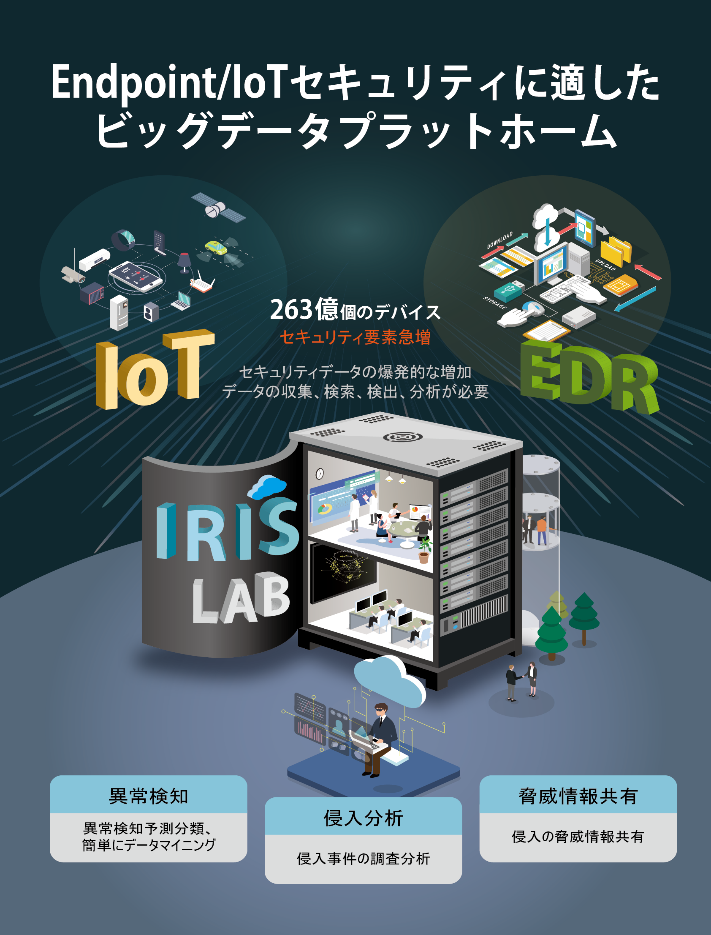 Endpoint/IoTセキュリティに適した
ビッグデータプラットホーム
DOWNLOAD
UPLOAD
STORAGE
263億個のデバイス
セキュリティ要素急増
IoT
EDR
セキュリティデータの爆発的な増加
データの収集、検索、検出、分析が必要
IRIS
LAB
異常検知
異常検知予測分類、
簡単にデータマイニング
侵入分析
侵入事件の調査分析
脅威情報共有
侵入の脅威情報共有